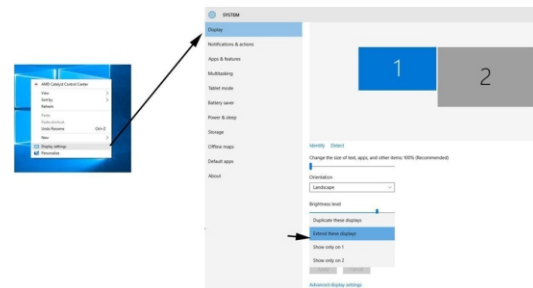 AMD Catalyst Control Center
View
Sort by
Refresh
Paste
Paste shortcut
Undo Rename Ctrl+Z
New
Display settings
Personalize
SYSTEM
Display
Notifications & actions
Apps & features
Multitasking
Tablet mode
Battery saver
Power & sleep
Storage
Offline maps
Default apps
About
1
2
Identify Detect
Change the size of text, apps, and other items: 100% (Recommended)
Orientation
Landscape
Brightness level
Duplicate these displays
Extend these displays
Show only on 1
Show only on 2
Advanced display settings